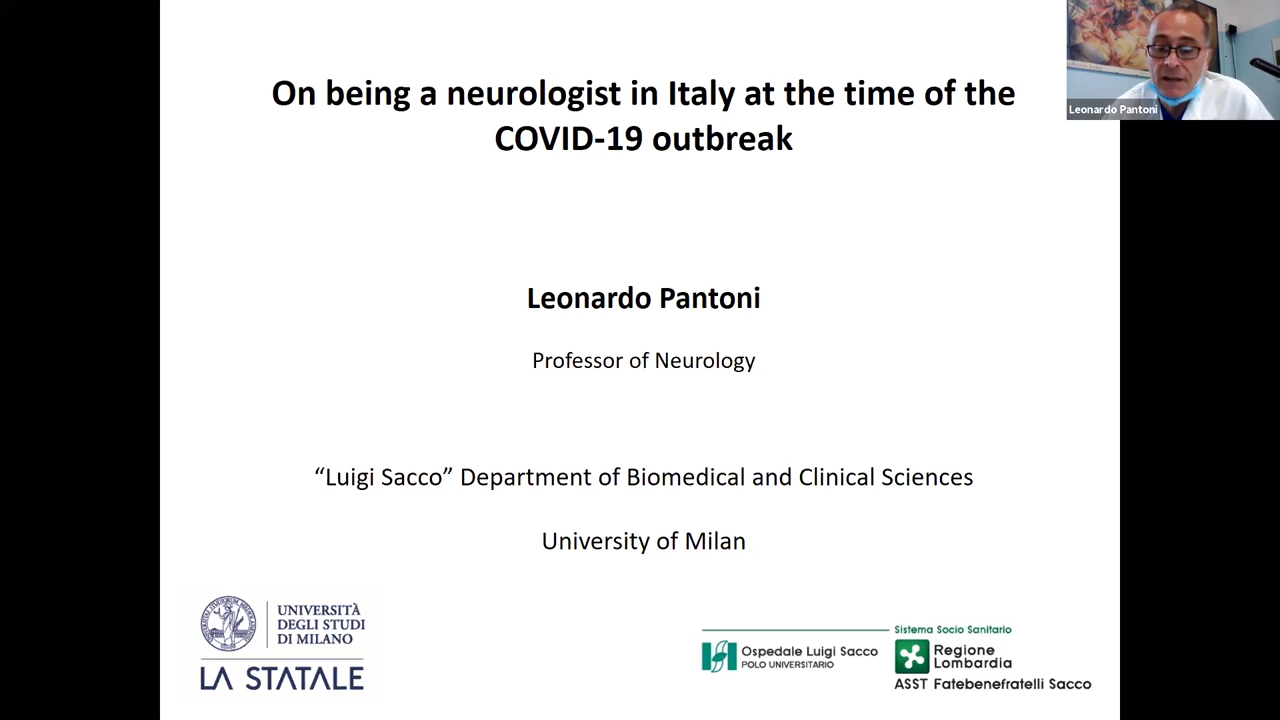 On being a neurologist in Italy at the time of the
COVID-19 outbreak
Leonardo Pantoni
Leonardo Pantoni
Professor of Neurology
“Luigi Sacco” Department of Biomedical and Clinical Sciences
University of Milan
UNIVERSITÀ
DEGLI STUDI
DI MILANO
LA STATALE
Ospedale Luigi Sacco
POLO UNIVERSITARIO
Sistema Socio Sanitario
Regione
Lombardia
ASST Fatebenefratelli Sacco